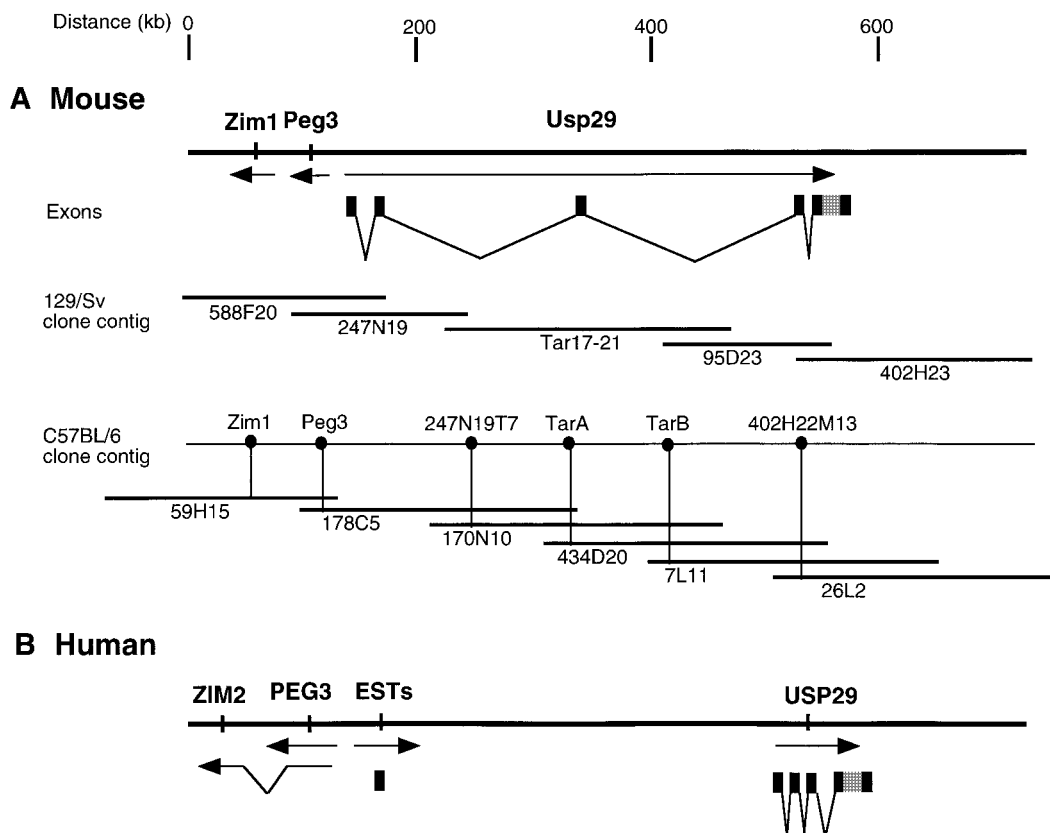 Distance (kb) 0 200 400 600
A Mouse
Zim1 Peg3 Usp29
Exons
129/Sv
clone contig
588F20
247N19
Tar17-21
95D23
402H23
C57BL/6
clone contig
Zim1 Peg3 247N19T7 TarA TarB 402H22M13
59H15
178C5
170N10
434D20
7L11
26L2
B Human
ZIM2 PEG3 ESTs USP29